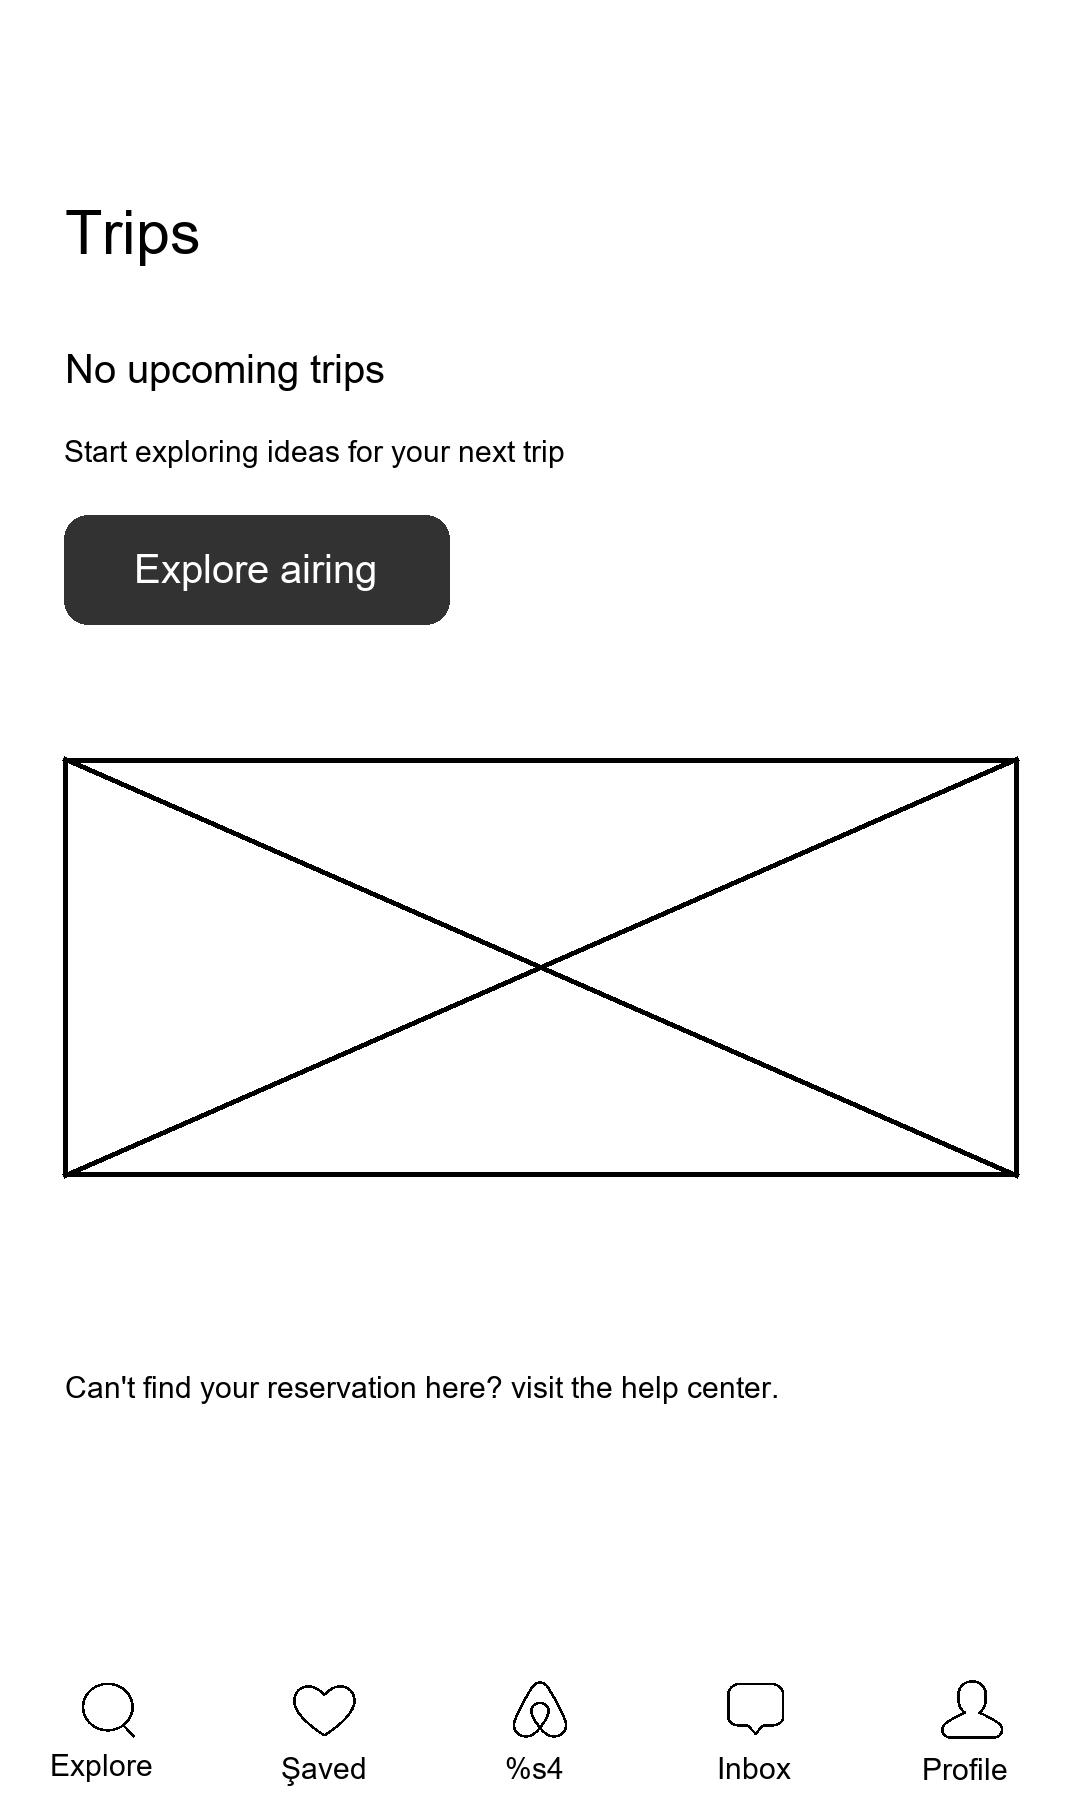 Trips
No upcoming trips
Start exploring ideas for your next trip
Explore airing
Can't find your reservation here? visit the help center.
Explore
Şaved
%s4
Inbox
Profile